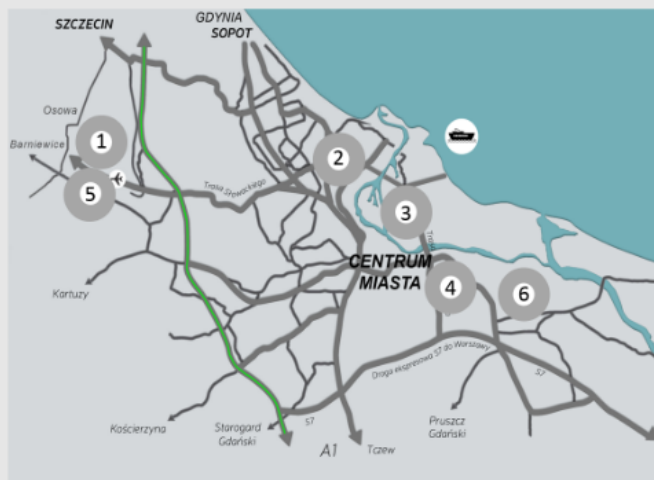 GDYNIA
SOPOT
SZCZECIN
Osowa
1
Barniewice
2
5
Trasa Słowackiego
3
Trasa
CENTRUM
MIASTA
4
6
Kartuzy
Droga ekspresowa S7 do Warszawy
S7
S7
Kościerzyna
Starogard
Gdański
A1
Tczew
Pruszcz
Gdański